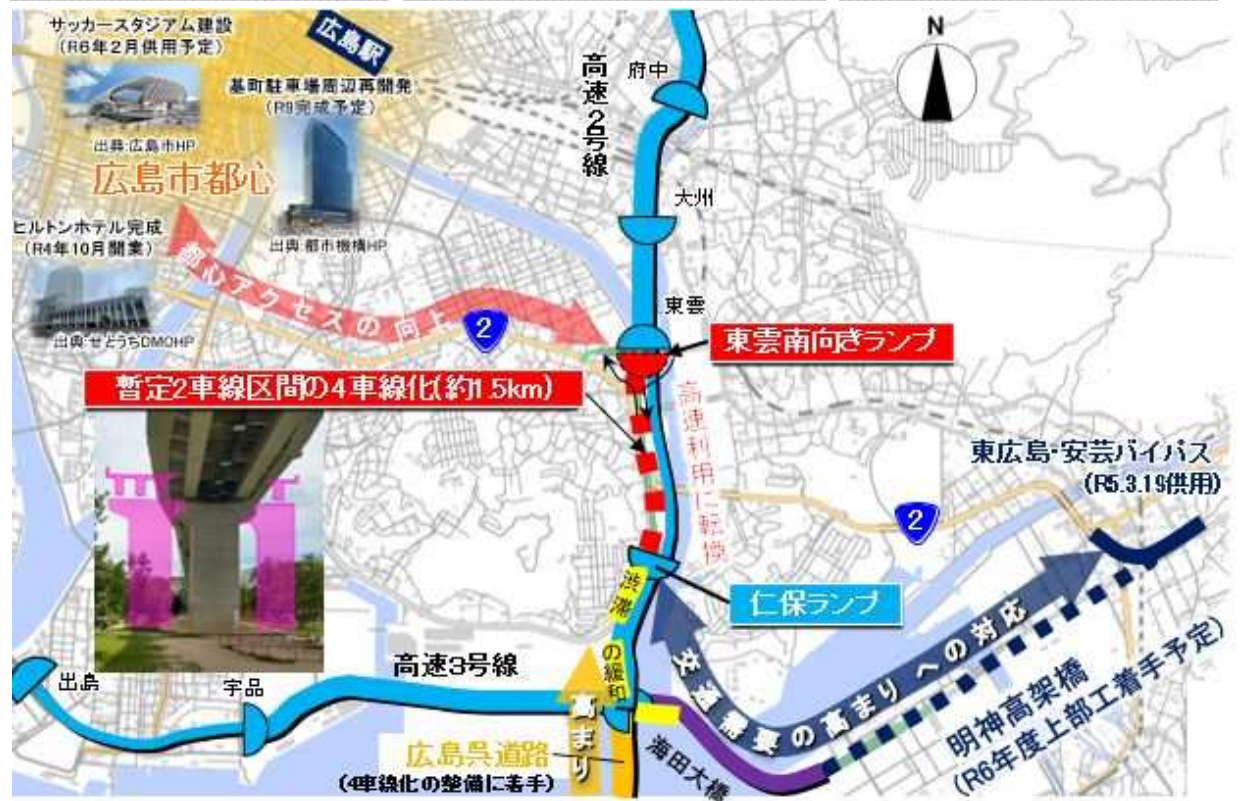 サッカースタジアム建設
(R6年2月供用予定)
広島駅
基町駐車場周辺再開発
(R9完成予定)
出典:広島市HP
広島市都心
ヒルトンホテル完成
(R4年10月開業)
出典:都市機構HP
出典:せとうちDMOHP
都心アクセスの向上
2
高速2号線
府中
N
大州
東雲
東雲南向きランプ
暫定2車線区間の4車線化(約1.5km)
高速利用に転換
東広島・安芸バイパス
(R5.3.19供用)
2
仁保ランプ
渋滞の緩和
交通需要の高まりへの対応
明神高架橋
(R6年度上部工着手予定)
高速3号線
出島
宇品
高まり
広島呉道路
(4車線化の整備に着手)
海田大橋